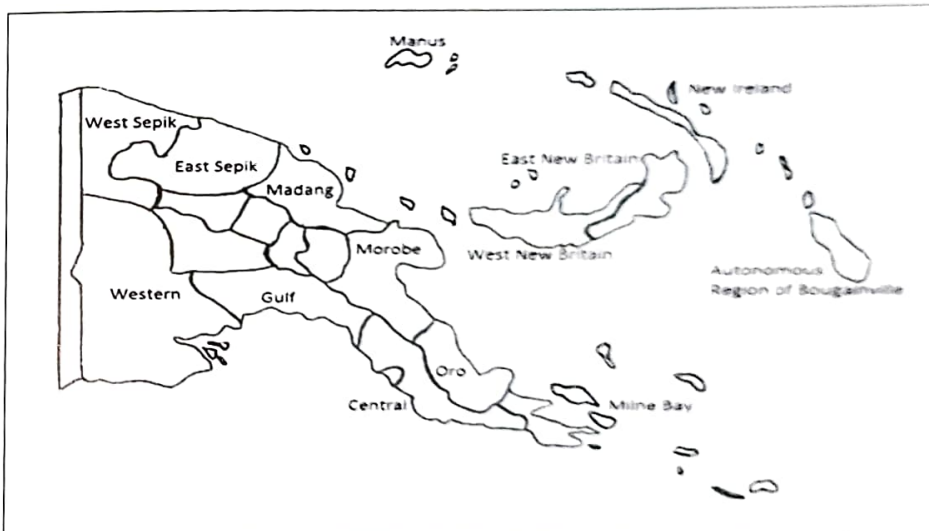 Manus
New Ireland
West Sepik
East New Britain
East Sepik
Madang
Morobe
West New Britain
Autonomous
Region of Bougainville
Western
Gulf
Oro
Central
Milne Bay